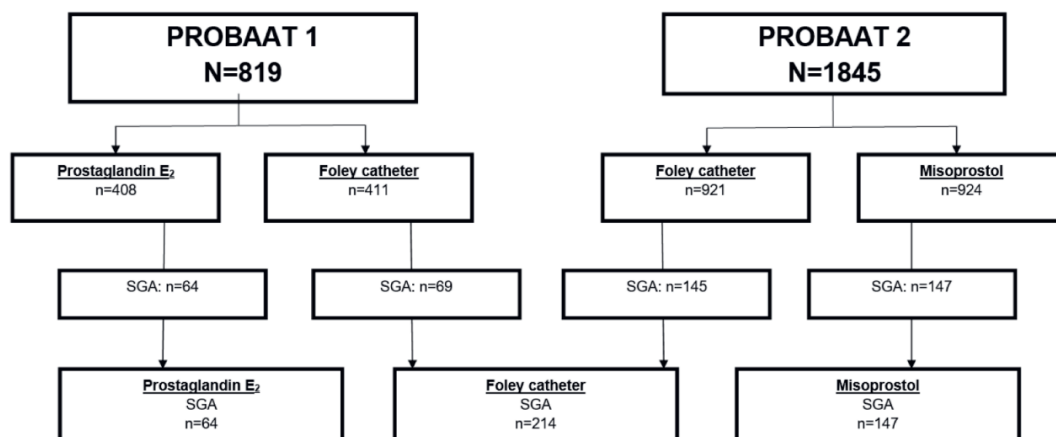 PROBAAT 1
N=819
PROBAAT 2
N=1845
Prostaglandin E₂
n=408
Foley catheter
n=411
Foley catheter
n=921
Misoprostol
n=924
SGA: n=64
SGA: n=69
SGA: n=145
SGA: n=147
Prostaglandin E₂
SGA
n=64
Foley catheter
SGA
n=214
Misoprostol
SGA
n=147